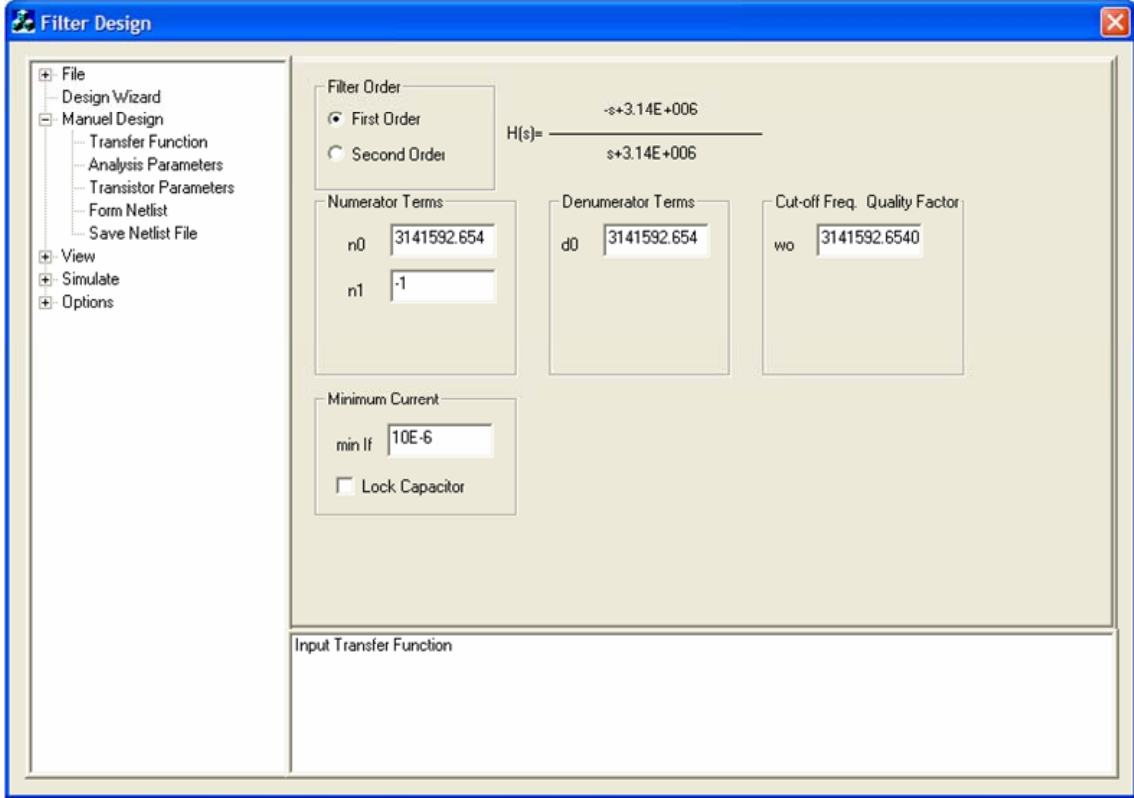 Filter Design
File
Design Wizard
Manuel Design
Transfer Function
Analysis Parameters
Transistor Parameters
Form Netlist
Save Netlist File
View
Simulate
Options
Filter Order
First Order
Second Order
H(s)=
-s+3.14E+006
s+3.14E+006
Numerator Terms
n0 3141592.654
n1 -1
Denumerator Terms
d0 3141592.654
Cut-off Freq. Quality Factor
wo 3141592.6540
Minimum Current
min If 10E-6
Lock Capacitor
Input Transfer Function